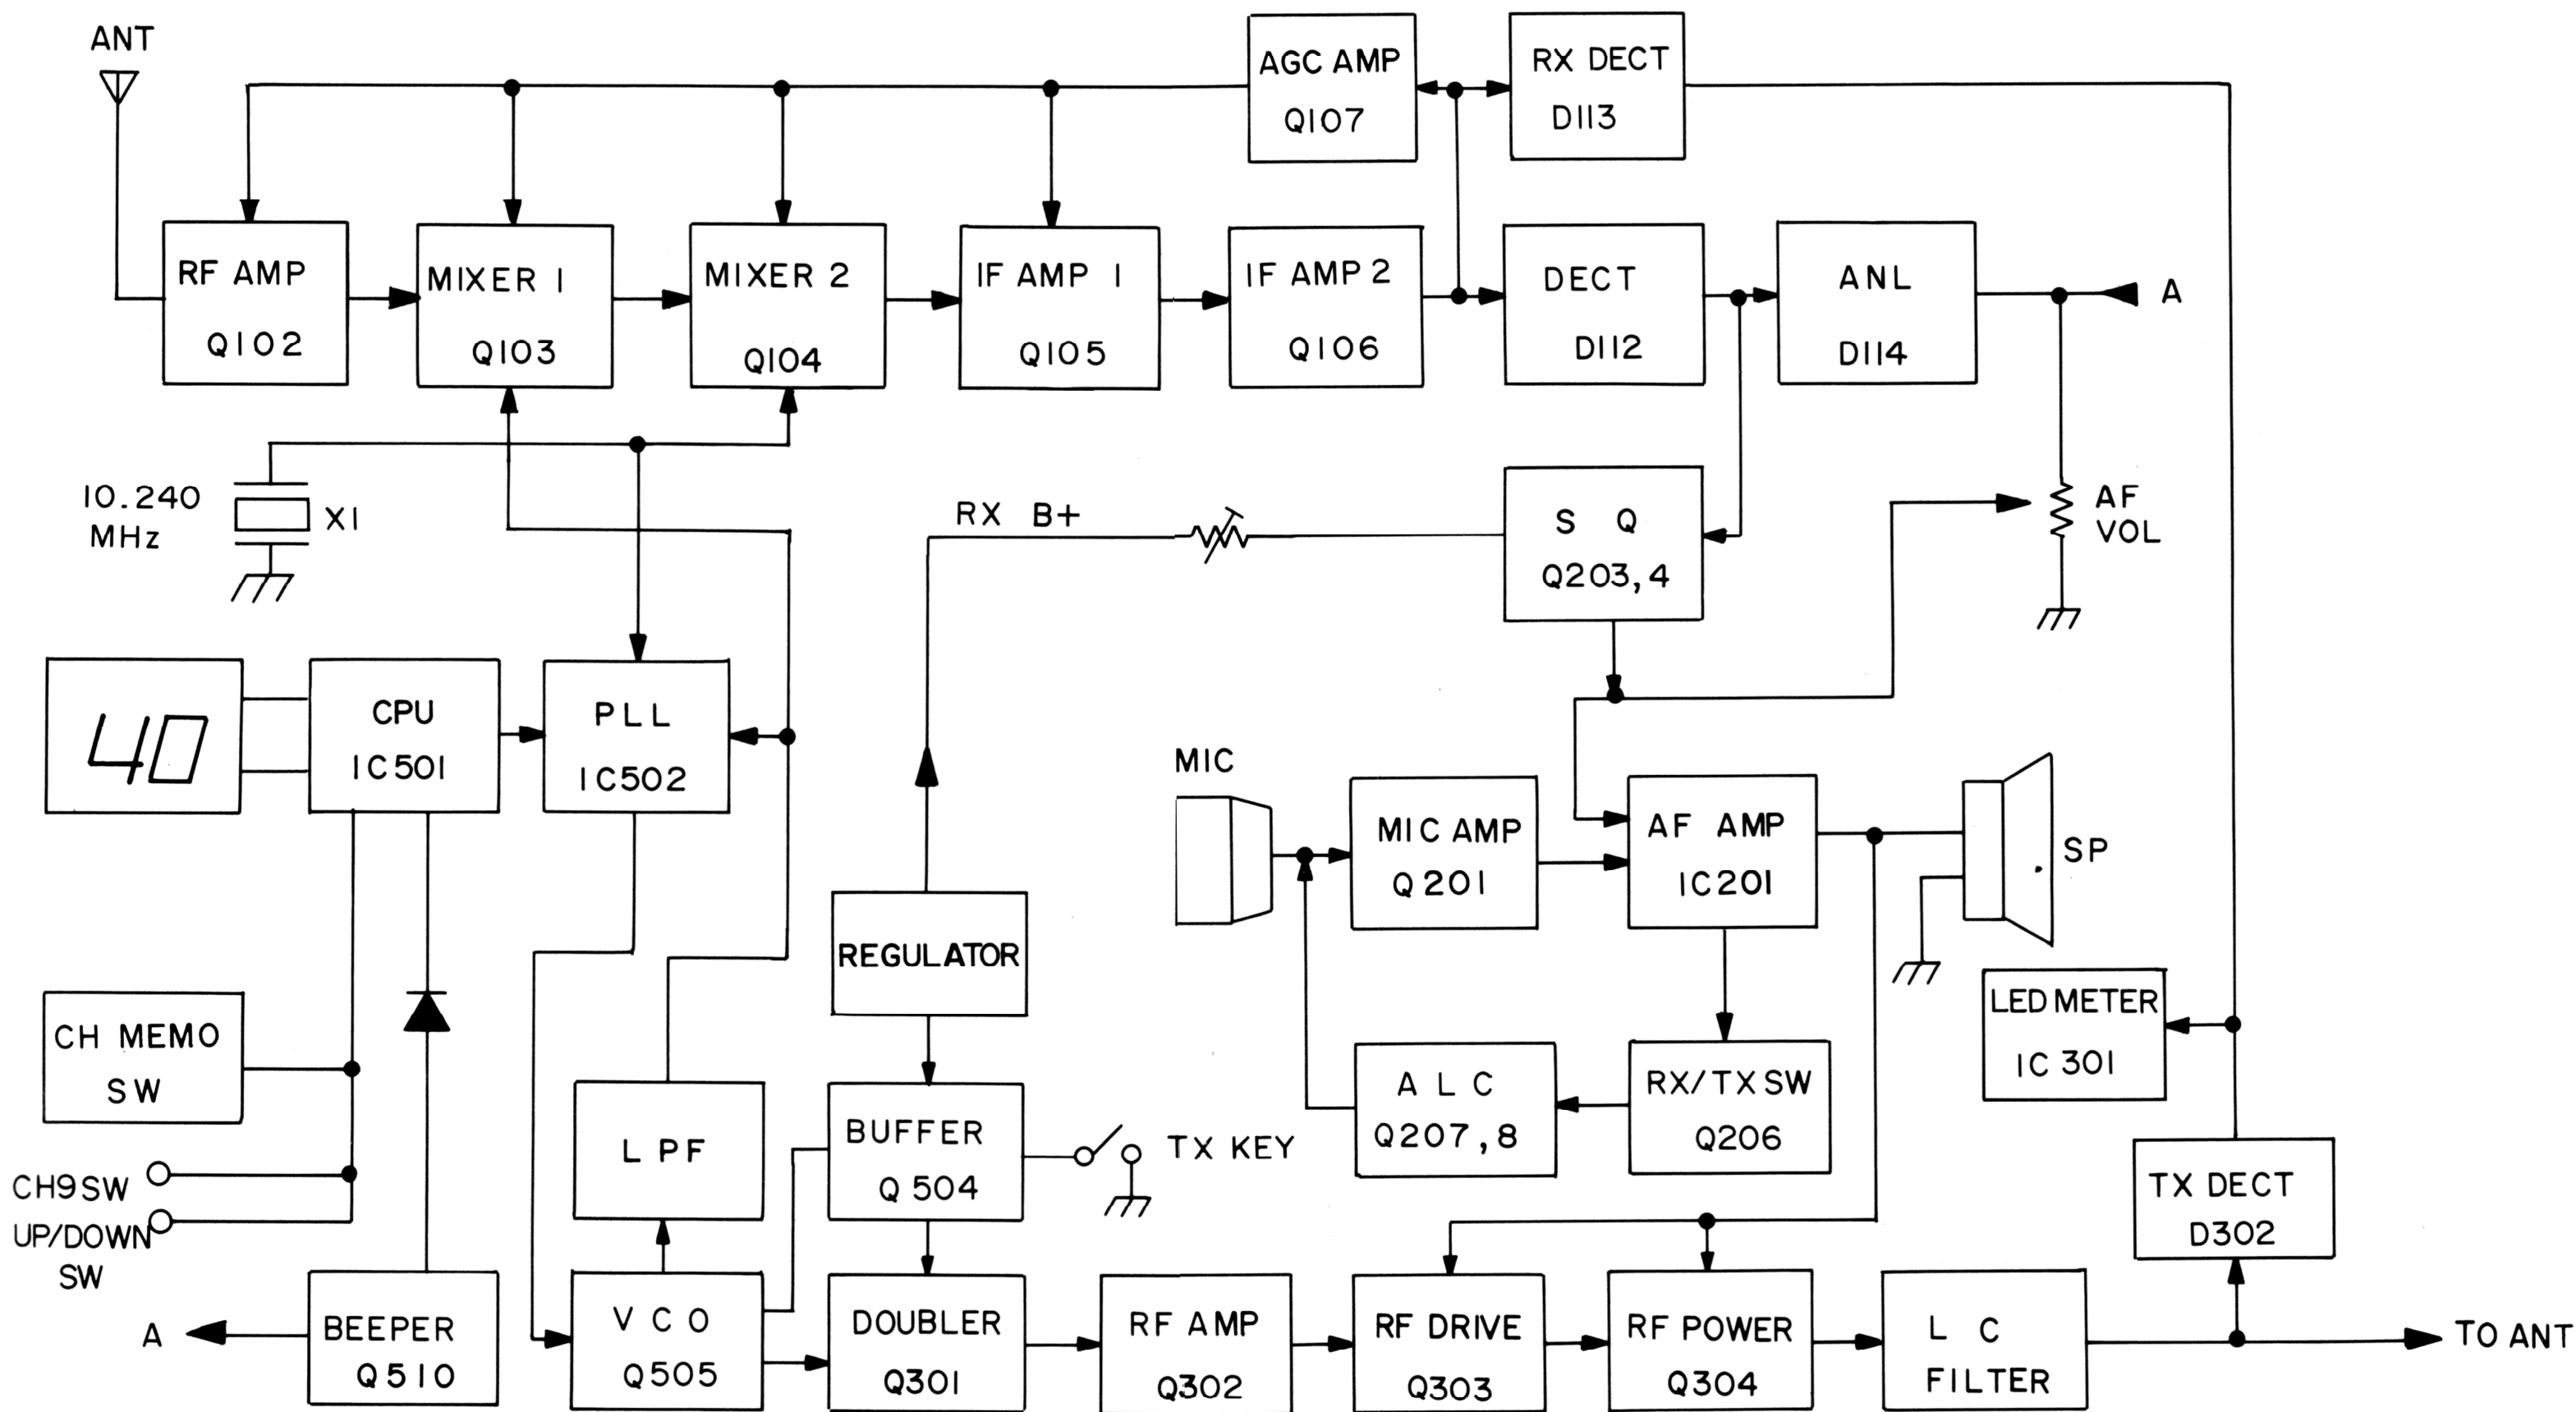 ANT
AGC AMP
Q107
RX DECT
D113
RF AMP
Q102
MIXER 1
Q103
MIXER 2
Q104
IF AMP 1
Q105
IF AMP 2
Q106
DECT
D112
ANL
D114
A
10.240
MHz
X1
RX B+
S Q
Q203,4
AF
VOL
40
CPU
IC501
PLL
IC502
MIC
MIC AMP
Q201
AF AMP
IC201
SP
REGULATOR
LED METER
IC 301
CH MEMO
SW
LPF
BUFFER
Q504
TX KEY
ALC
Q207,8
RX/TX SW
Q206
TX DECT
D302
CH9 SW
UP/DOWN
SW
A
BEEPER
Q510
VCO
Q505
DOUBLER
Q301
RF AMP
Q302
RF DRIVE
Q303
RF POWER
Q304
L C
FILTER
TO ANT